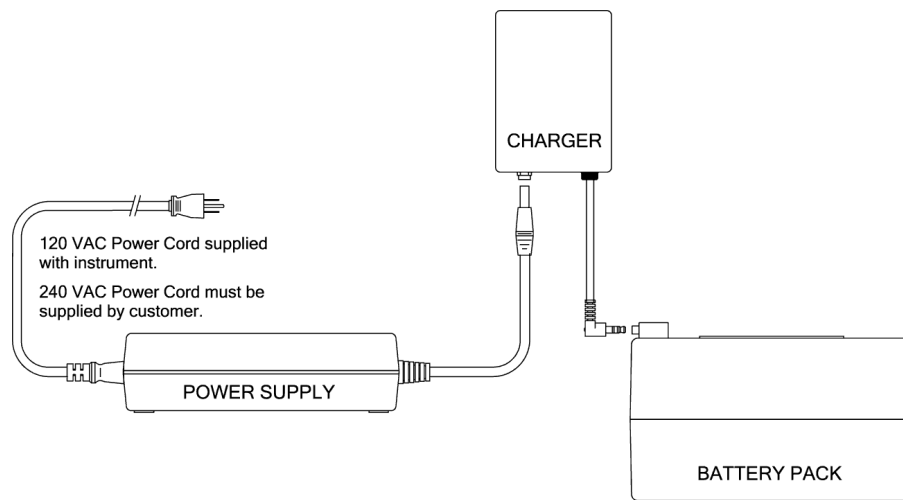 CHARGER
120 VAC Power Cord supplied
with instrument.
240 VAC Power Cord must be
supplied by customer.
POWER SUPPLY
BATTERY PACK